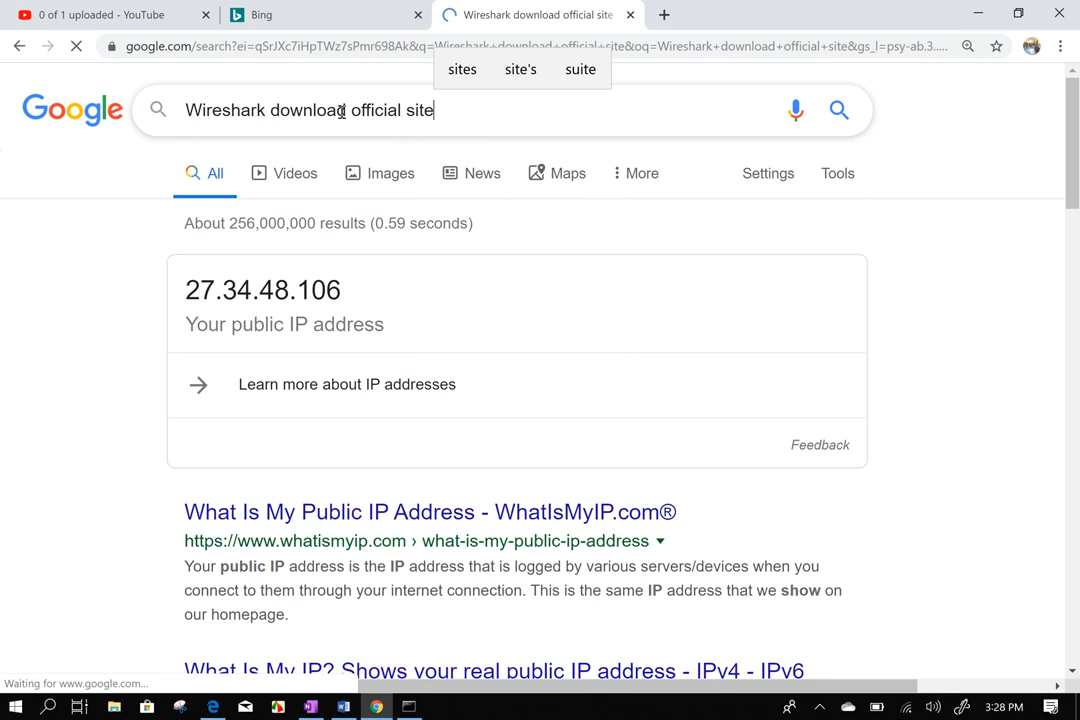 0 of 1 uploaded - YouTube
Bing
Wireshark download official site
google.com/search?ei=qSrJXc7iHpTWz7sPmr698Ak&q=Wireshark+download+official+site&oq=Wireshark+download+official+site&gs_l=psy-ab.3.....
sites site's suite
Google
Wireshark download official site
All Videos Images News Maps More Settings Tools
About 256,000,000 results (0.59 seconds)
27.34.48.106
Your public IP address
Learn more about IP addresses
Feedback
What Is My Public IP Address - WhatIsMyIP.com®
https://www.whatismyip.com › what-is-my-public-ip-address
Your public IP address is the IP address that is logged by various servers/devices when you
connect to them through your internet connection. This is the same IP address that we show on
our homepage.
What Is My IP? Shows your real public IP address - IPv4 - IPv6
Waiting for www.google.com...
3:28 PM